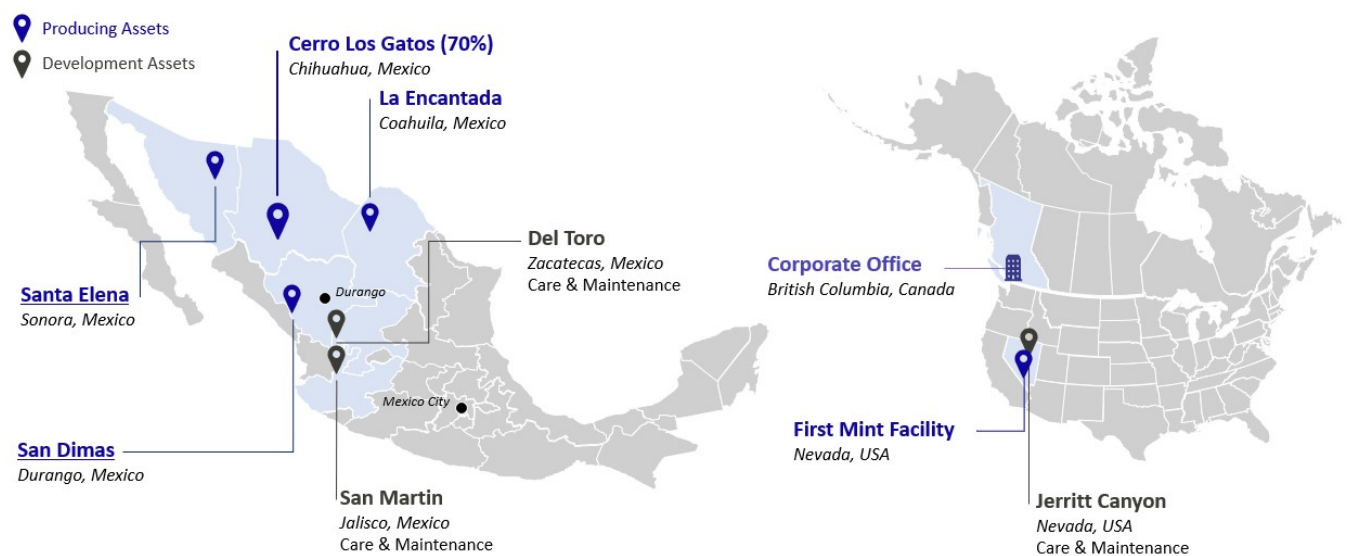 Producing Assets
Development Assets
Cerro Los Gatos (70%)
Chihuahua, Mexico
La Encantada
Coahuila, Mexico
Del Toro
Zacatecas, Mexico
Care & Maintenance
Santa Elena
Sonora, Mexico
Durango
Mexico City
San Dimas
Durango, Mexico
San Martin
Jalisco, Mexico
Care & Maintenance
Corporate Office
British Columbia, Canada
First Mint Facility
Nevada, USA
Jerritt Canyon
Nevada, USA
Care & Maintenance